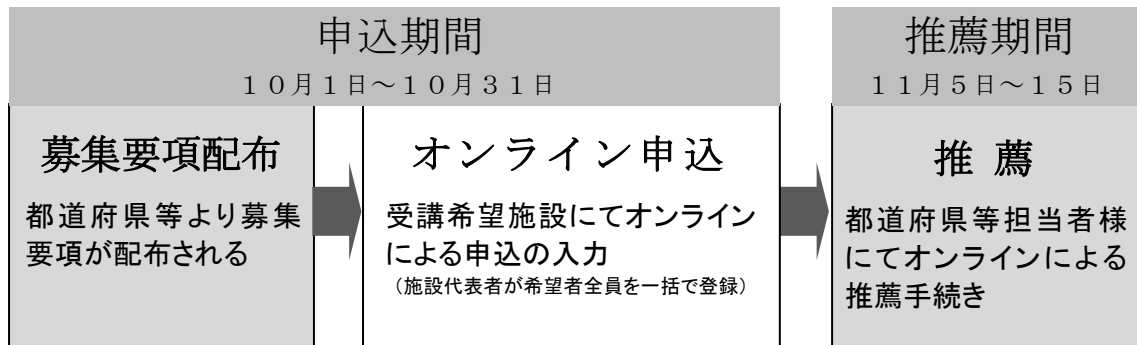 申込期間
１０月１日～１０月３１日
募集要項配布
都道府県等より募集
要項が配布される
オンライン申込
受講希望施設にてオンライン
による申込の入力
（施設代表者が希望者全員を一括で登録）
推薦期間
１１月５日～１５日
推 薦
都道府県等担当者様
にてオンラインによる
推薦手続き